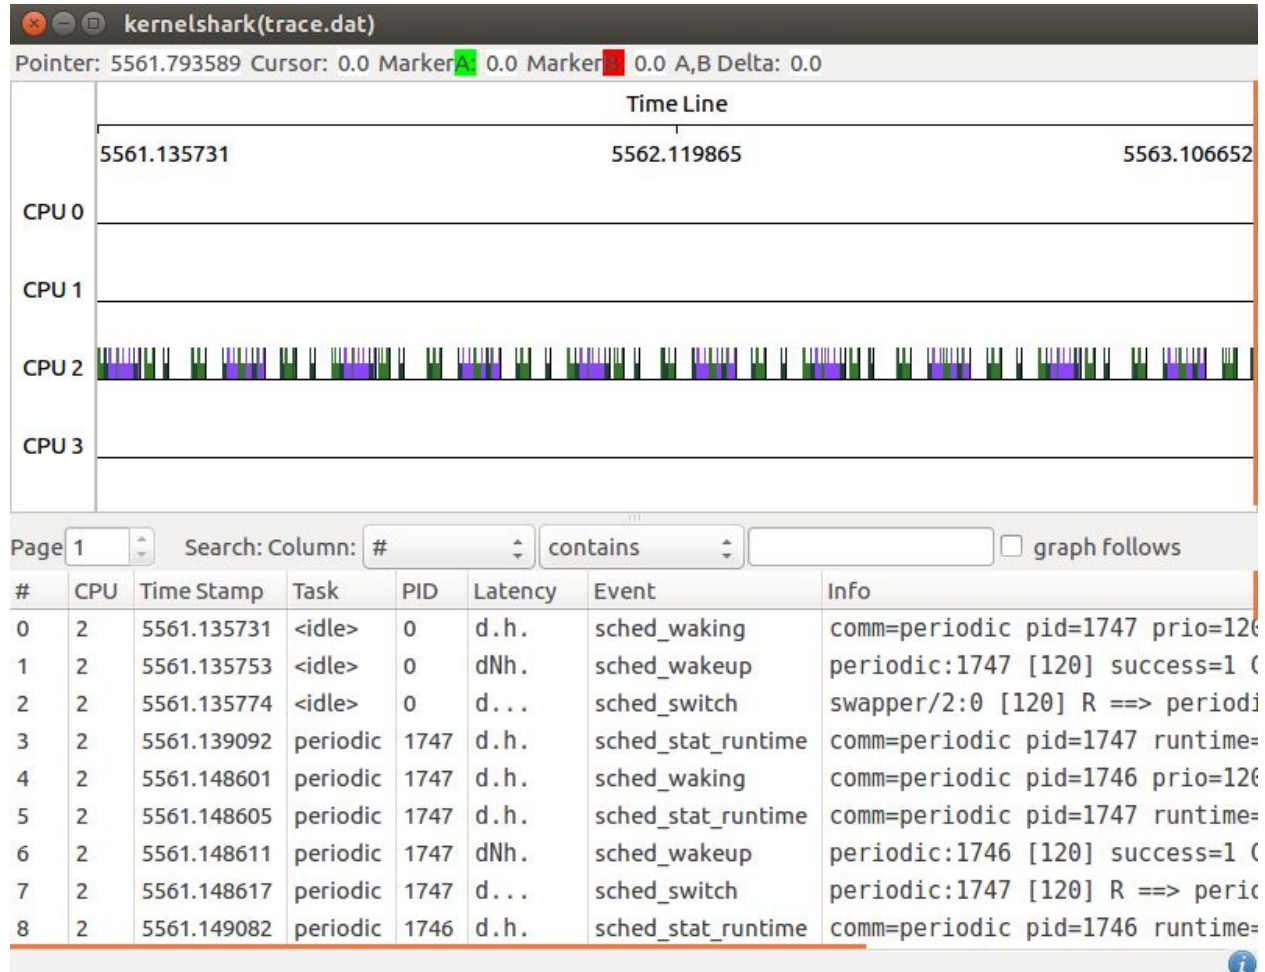 kernelshark(trace.dat)
Pointer: 5561.793589 Cursor: 0.0 Marker A: 0.0 Marker B: 0.0 A,B Delta: 0.0
Time Line
5561.135731 5562.119865 5563.106652
CPU 0
CPU 1
CPU 2
CPU 3
Page 1 Search: Column: # contains graph follows
# CPU Time Stamp Task PID Latency Event Info
0 2 5561.135731 <idle> 0 d.h. sched_waking comm=periodic pid=1747 prio=120
1 2 5561.135753 <idle> 0 dNh. sched_wakeup periodic:1747 [120] success=1 C
2 2 5561.135774 <idle> 0 d... sched_switch swapper/2:0 [120] R ==> periodi
3 2 5561.139092 periodic 1747 d.h. sched_stat_runtime comm=periodic pid=1747 runtime=
4 2 5561.148601 periodic 1747 d.h. sched_waking comm=periodic pid=1746 prio=120
5 2 5561.148605 periodic 1747 d.h. sched_stat_runtime comm=periodic pid=1747 runtime=
6 2 5561.148611 periodic 1747 dNh. sched_wakeup periodic:1746 [120] success=1 C
7 2 5561.148617 periodic 1747 d... sched_switch periodic:1747 [120] R ==> perio
8 2 5561.149082 periodic 1746 d.h. sched_stat_runtime comm=periodic pid=1746 runtime=